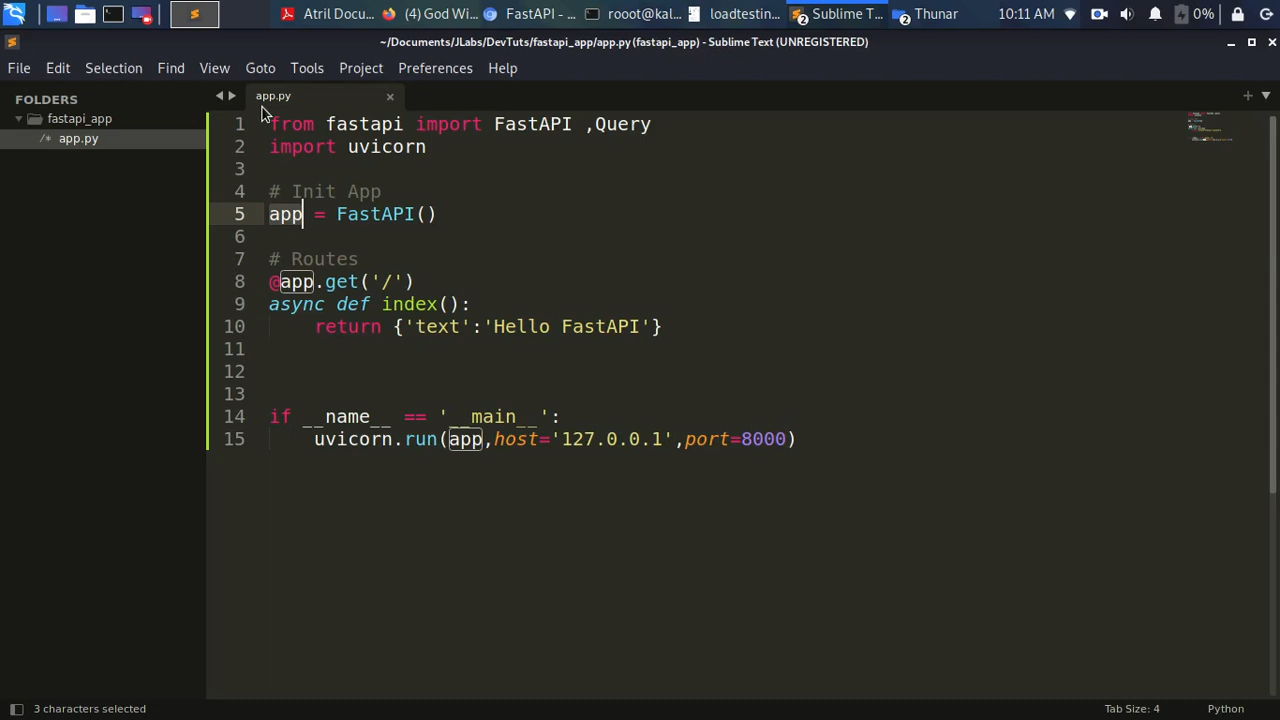 Atril Docu...
(4) God Wi...
FastAPI - ...
rooot@kal...
loadtestin...
Sublime T...
2
Thunar
2
10:11 AM
0%
~/Documents/JLabs/DevTuts/fastapi_app/app.py (fastapi_app) - Sublime Text (UNREGISTERED)
File Edit Selection Find View Goto Tools Project Preferences Help
FOLDERS
fastapi_app
/* app.py
app.py
1 from fastapi import FastAPI ,Query
2 import uvicorn
3
4 # Init App
5 app = FastAPI()
6
7 # Routes
8 @app.get('/')
9 async def index():
10     return {'text':'Hello FastAPI'}
11
12
13
14 if __name__ == '__main__':
15     uvicorn.run(app,host='127.0.0.1',port=8000)
3 characters selected
Tab Size: 4
Python